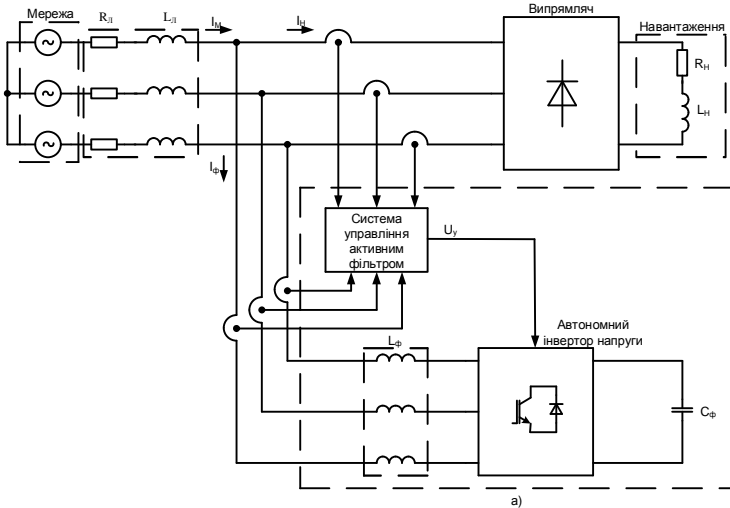 Мережа
Rл
Lл
Iм
Iн
Випрямляч
Навантаження
Rн
Lн
Iф
Система
управління
активним
фільтром
Uу
Автономний
інвертор напруги
Lф
Cф
а)